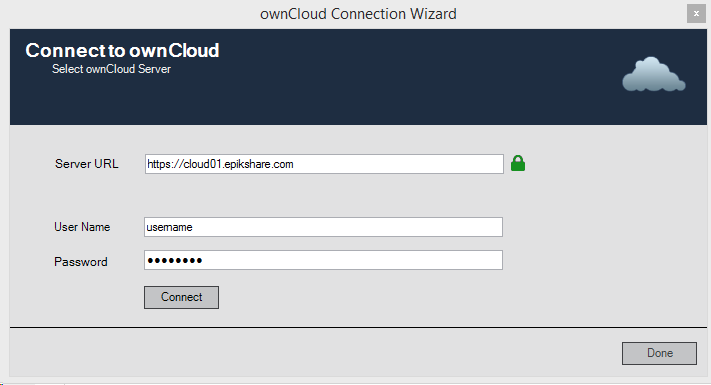 ownCloud Connection Wizard
x
Connect to ownCloud
Select ownCloud Server
Server URL https://cloud01.epikshare.com
User Name username
Password ●●●●●●●●
Connect
Done